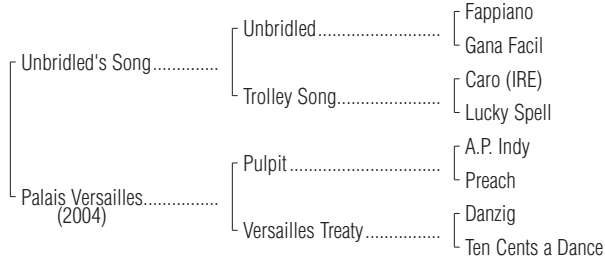 Fappiano
Unbridled........................
Gana Facil
Unbridled's Song..............
Caro (IRE)
Trolley Song....................
Lucky Spell
A.P. Indy
Pulpit.............................
Preach
Palais Versailles................
(2004)
Danzig
Versailles Treaty................
Ten Cents a Dance